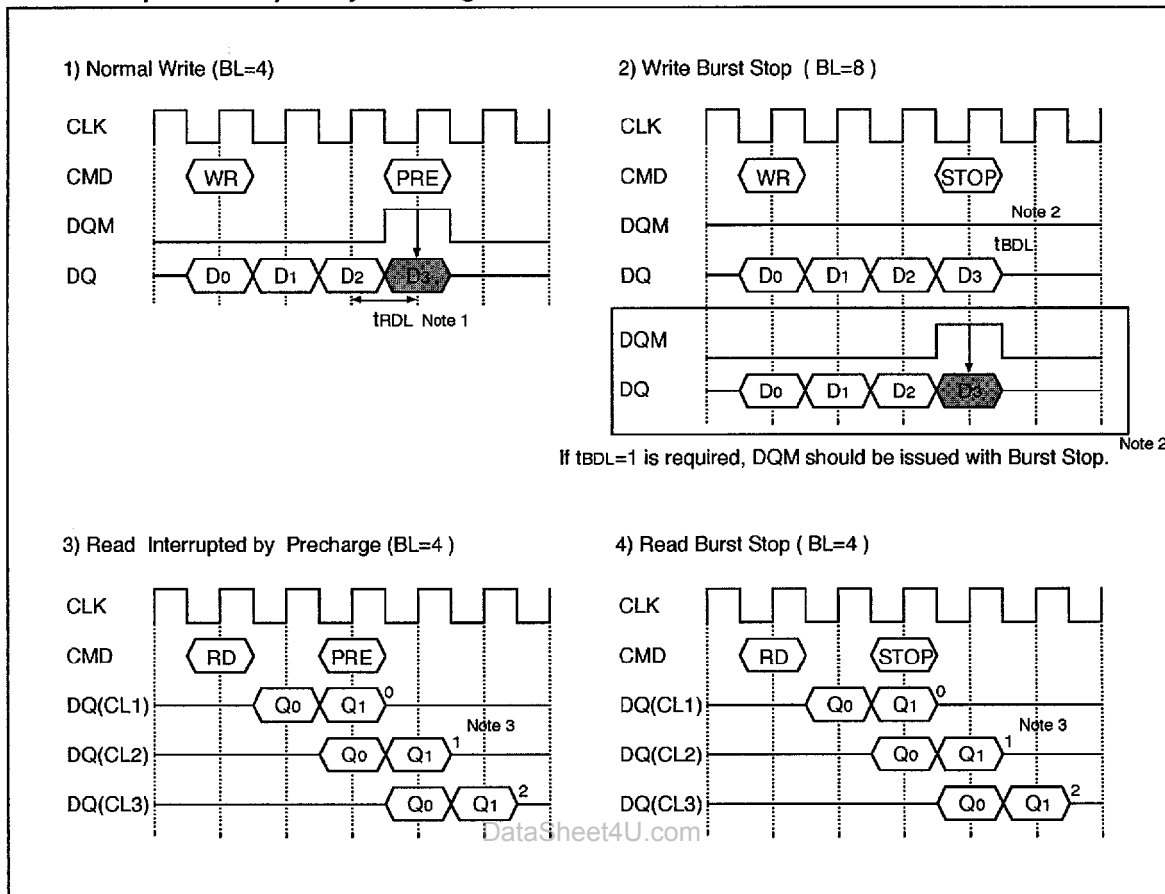 1) Normal Write (BL=4)
CLK
CMD WR PRE
DQM
DQ D0 D1 D2 D3
tRDL Note 1
2) Write Burst Stop ( BL=8 )
CLK
CMD WR STOP
DQM Note 2
tBDL
DQ D0 D1 D2 D3
DQM
DQ D0 D1 D2 D3
Note 2
If tBDL=1 is required, DQM should be issued with Burst Stop.
3) Read Interrupted by Precharge (BL=4 )
CLK
CMD RD PRE
DQ(CL1) Q0 Q1 0
Note 3
DQ(CL2) Q0 Q1 1
DQ(CL3) Q0 Q1 2
4) Read Burst Stop ( BL=4 )
CLK
CMD RD STOP
DQ(CL1) Q0 Q1 0
Note 3
DQ(CL2) Q0 Q1 1
DQ(CL3) Q0 Q1 2
DataSheet4U.com